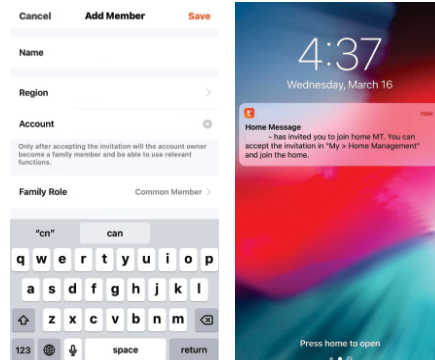 Cancel Add Member Save
Name
Region
Account
Only after accepting the invitation will the account owner
become a family member and be able to use relevant
functions.
Family Role Common Member
"cn" can
q w e r t y u i o p
a s d f g h j k l
z x c v b n m
123 space return
4:37
Wednesday, March 16
t now
Home Message
- has invited you to join home MT. You can
accept the invitation in "My > Home Management"
and join the home.
Press home to open